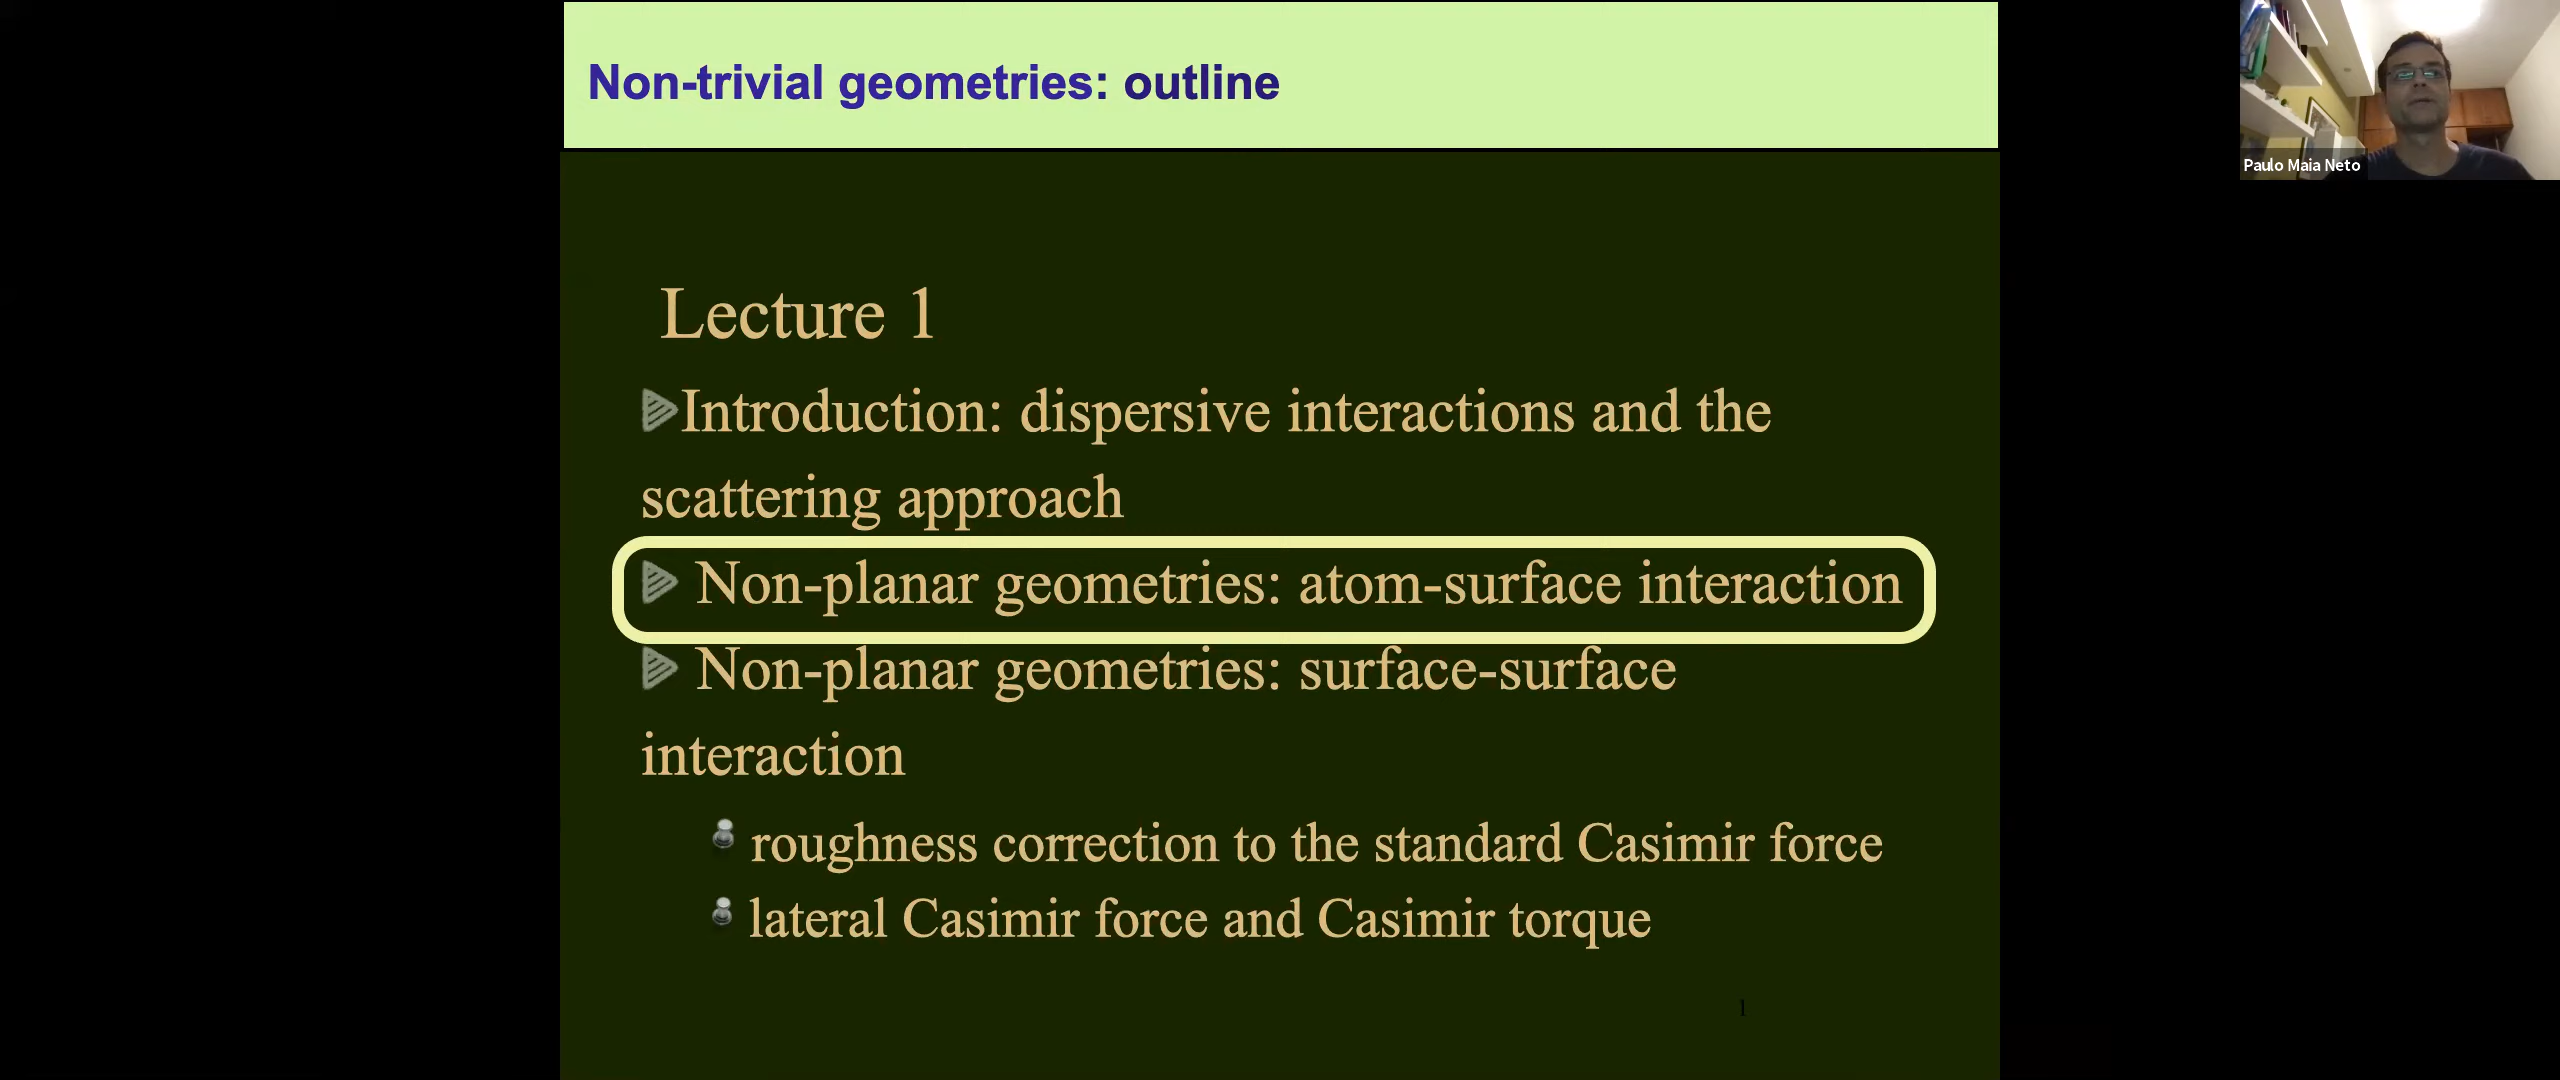 Non-trivial geometries: outline
Paulo Maia Neto
Lecture 1
Introduction: dispersive interactions and the
scattering approach
Non-planar geometries: atom-surface interaction
Non-planar geometries: surface-surface
interaction
roughness correction to the standard Casimir force
lateral Casimir force and Casimir torque
1